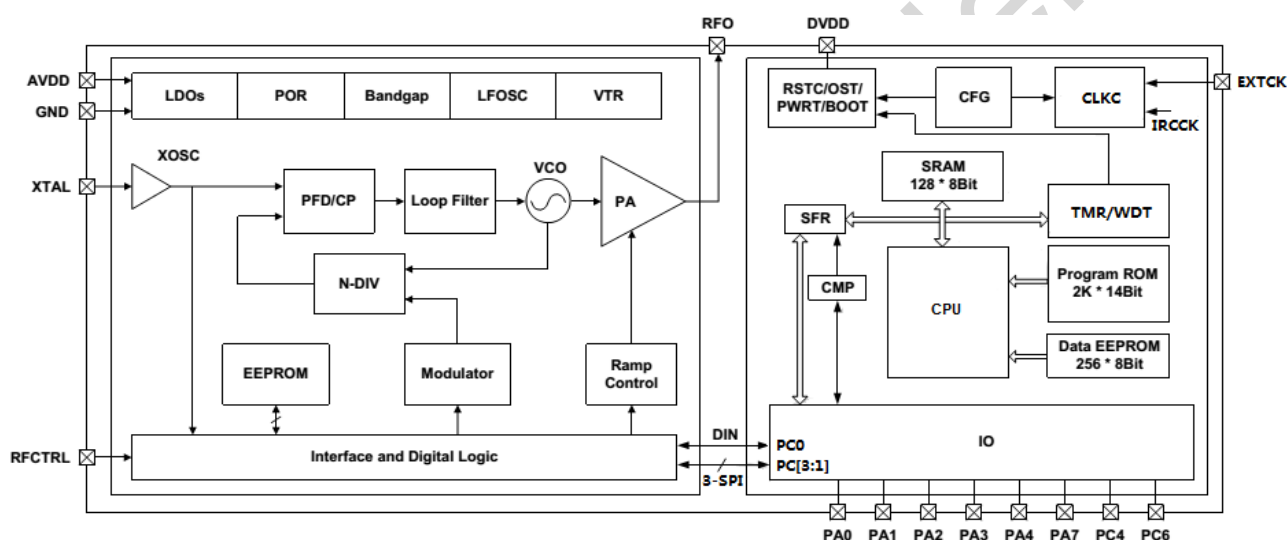 RFO
DVDD
AVDD
GND
LDOs
POR
Bandgap
LFOSC
VTR
RSTC/OST/
PWRT/BOOT
CFG
CLKC
EXTCK
IRCCK
XOSC
XTAL
PFD/CP
Loop Filter
VCO
PA
SRAM
128 * 8Bit
SFR
TMR/WDT
N-DIV
CMP
CPU
Program ROM
2K * 14Bit
Data EEPROM
256 * 8Bit
EEPROM
Modulator
Ramp
Control
RFCTRL
Interface and Digital Logic
DIN
3-SPI
PC0
PC[3:1]
IO
PA0
PA1
PA2
PA3
PA4
PA7
PC4
PC6